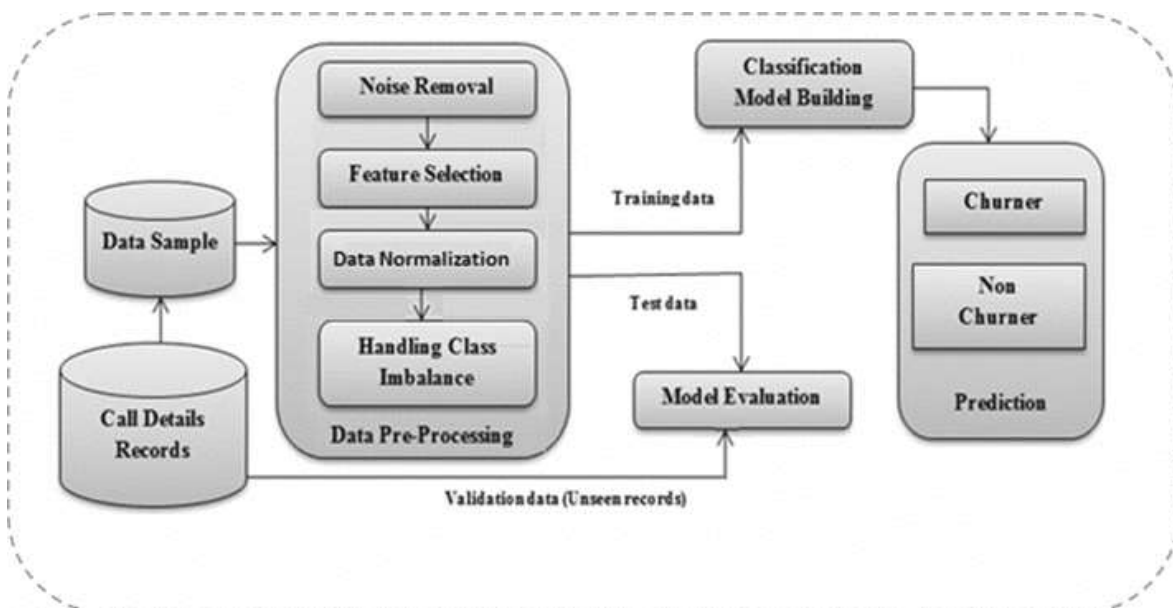 Noise Removal
Feature Selection
Data Normalization
Handling Class
Imbalance
Data Pre-Processing
Data Sample
Call Details
Records
Training data
Test data
Validation data (Unseen records)
Classification
Model Building
Model Evaluation
Churner
Non
Churner
Prediction